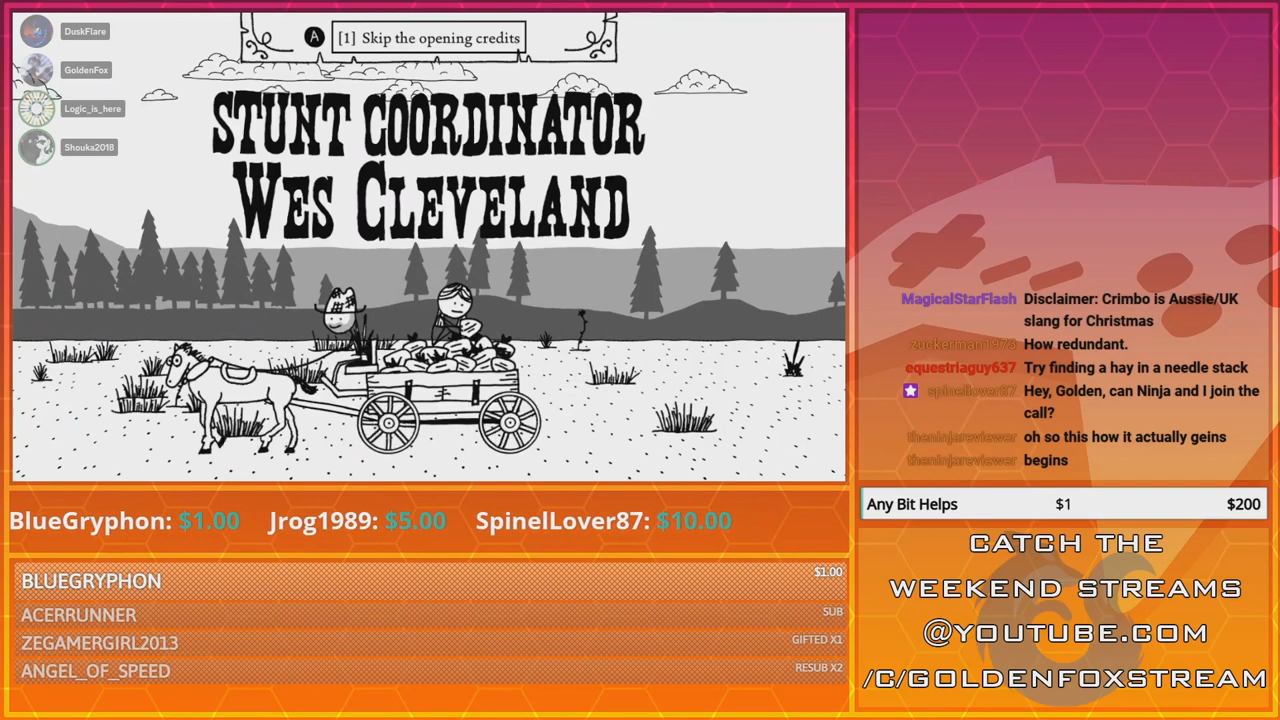 DuskFlare
GoldenFox
Logic_is_here
Shouka2018
A [1] Skip the opening credits
STUNT COORDINATOR
WES CLEVELAND
MagicalStarFlash Disclaimer: Crimbo is Aussie/UK
slang for Christmas
zuckerman1973 How redundant.
equestriaguy637 Try finding a hay in a needle stack
spinellover87 Hey, Golden, can Ninja and I join the
call?
theninjareviewer oh so this how it actually geins
theninjareviewer begins
Any Bit Helps $1 $200
BlueGryphon: $1.00 Jrog1989: $5.00 SpinelLover87: $10.00
BLUEGRYPHON $1.00
ACERRUNNER SUB
ZEGAMERGIRL2013 GIFTED X1
ANGEL_OF_SPEED RESUB X2
CATCH THE
WEEKEND STREAMS
@YOUTUBE.COM
/C/GOLDENFOXSTREAM